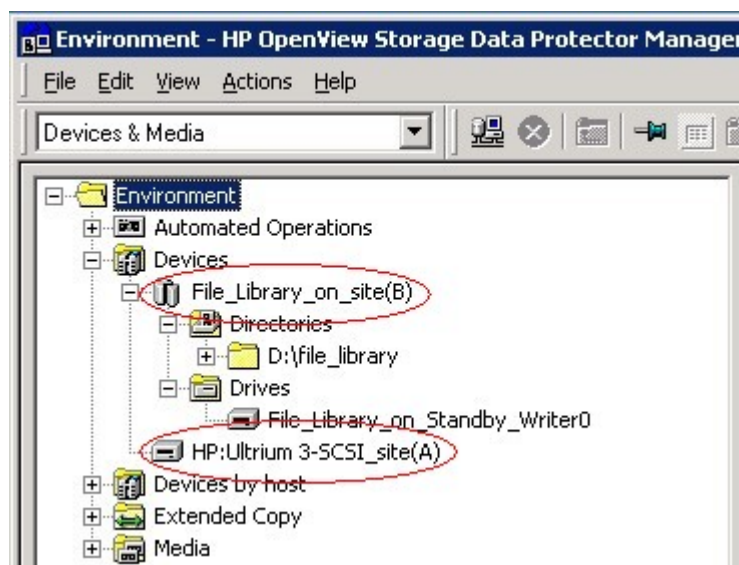 Environment - HP OpenView Storage Data Protector Manager
File Edit View Actions Help
Devices & Media
Environment
Automated Operations
Devices
File_Library_on_site(B)
Directories
D:\file_library
Drives
File_Library_on_Standby_Writer0
HP:Ultrium 3-SCSI_site(A)
Devices by host
Extended Copy
Media